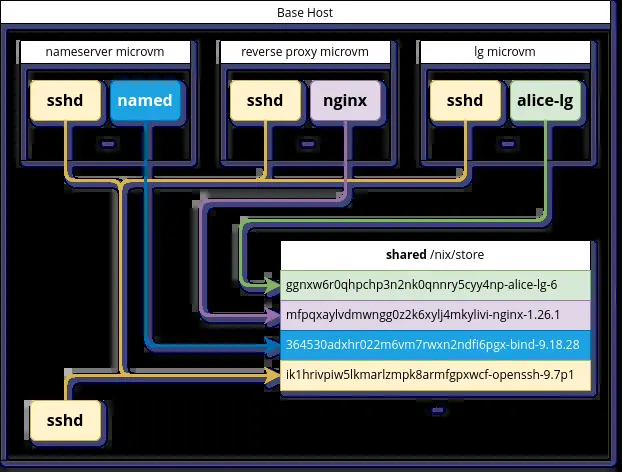 Base Host
nameserver microvm
reverse proxy microvm
lg microvm
sshd
named
sshd
nginx
sshd
alice-lg
shared /nix/store
ggnxw6r0qhpchp3n2nk0qnnry5cyy4np-alice-lg-6
mfpqxaylvdmwngg0z2k6xylj4mkylivi-nginx-1.26.1
364530adxhr022m6vm7rwxn2ndfi6pgx-bind-9.18.28
ik1hrivpiw5lkmarlzmpk8armfgpxwcf-openssh-9.7p1
sshd